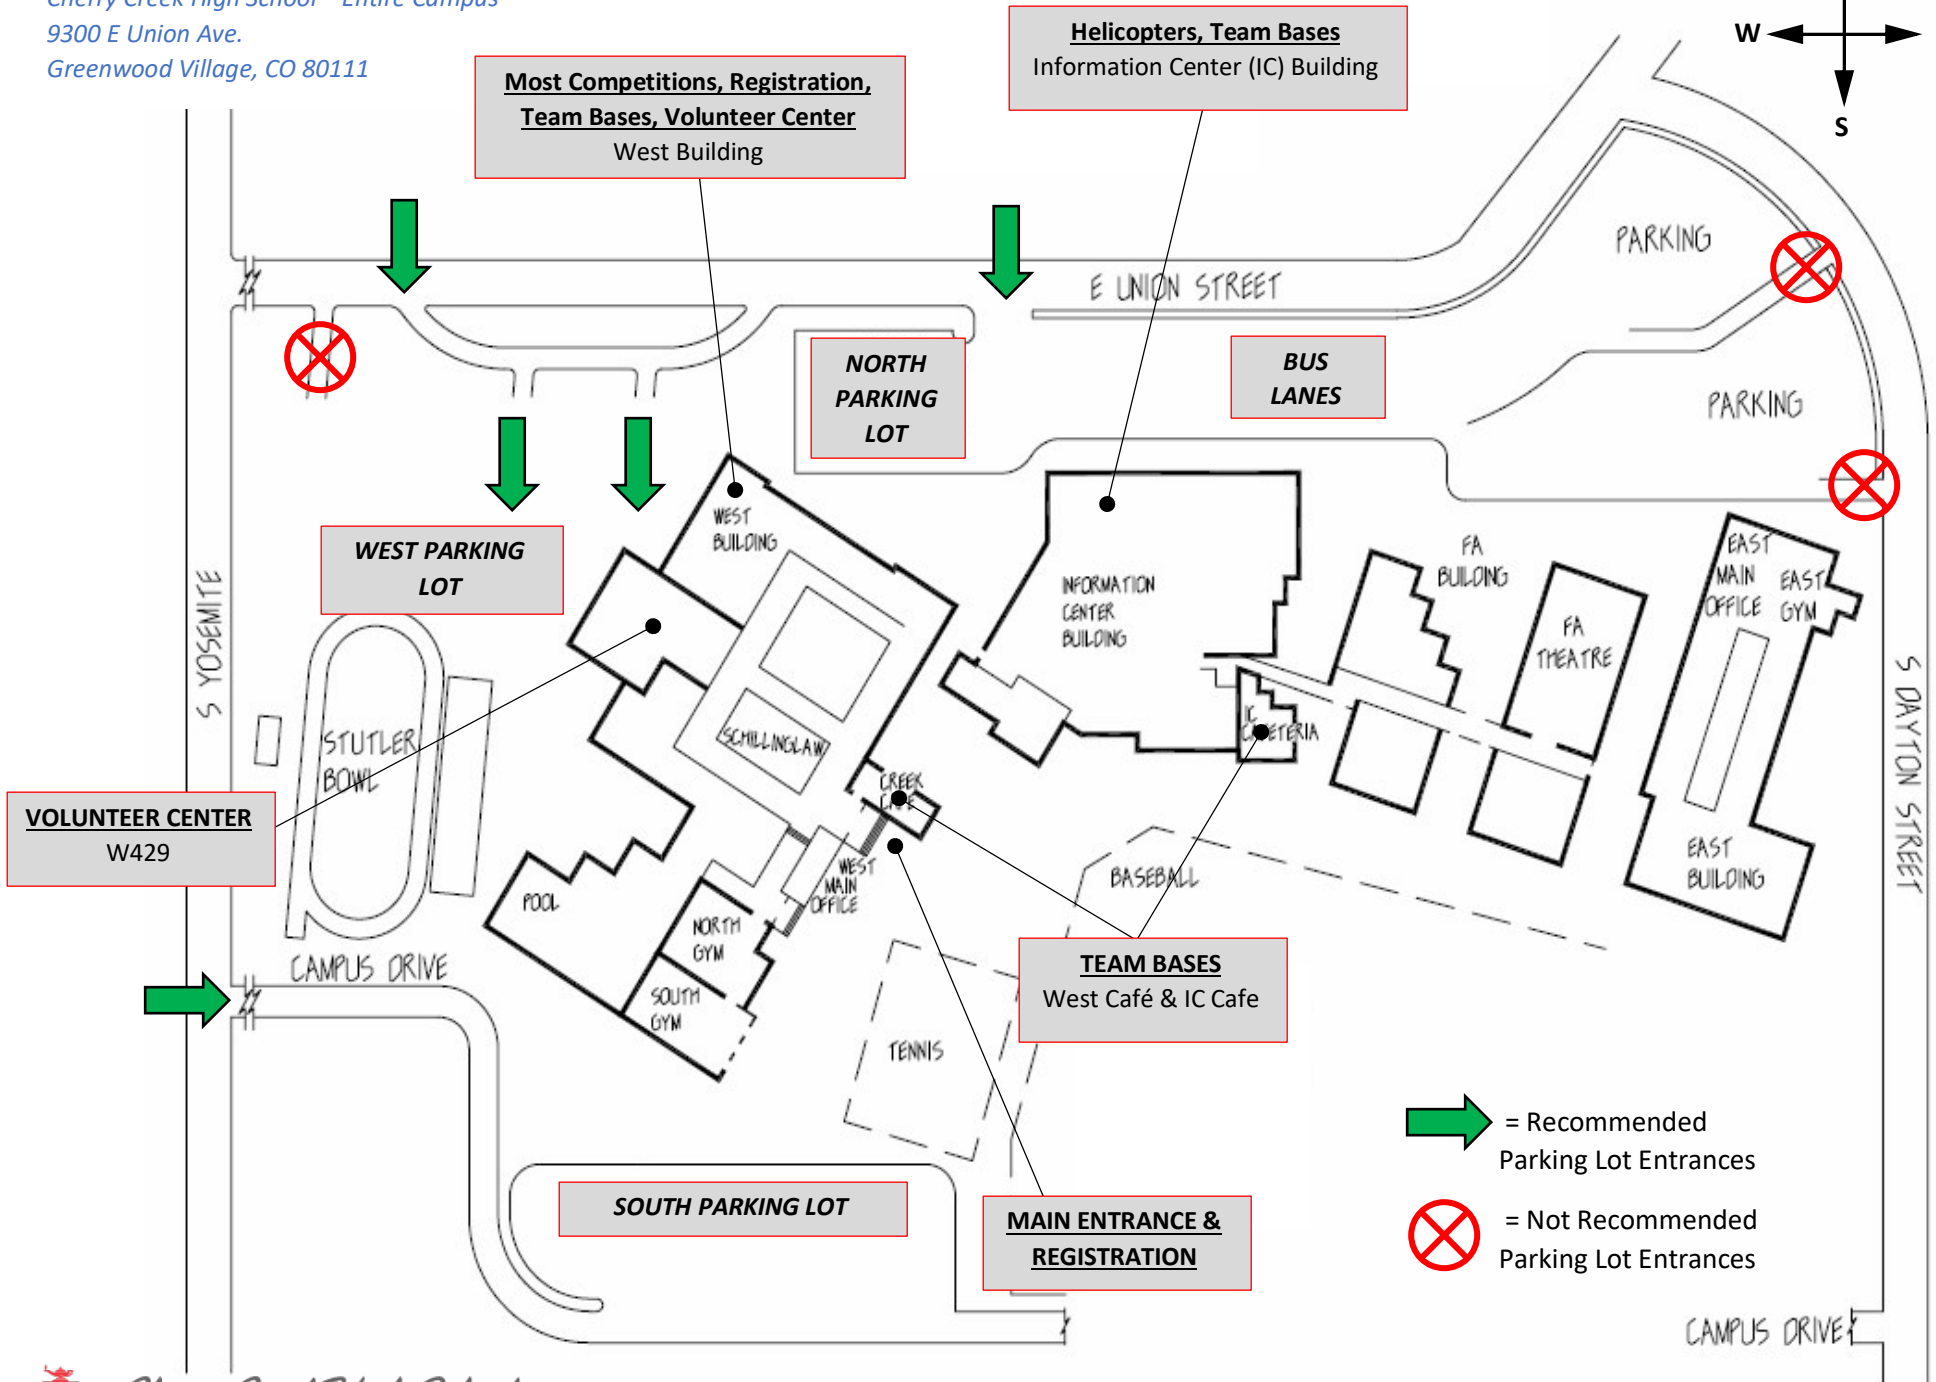 9300 E Union Ave.
Greenwood Village, CO 80111
Helicopters, Team Bases
Information Center (IC) Building
W
S
Most Competitions, Registration,
Team Bases, Volunteer Center
West Building
PARKING
E UNION STREET
NORTH
PARKING
LOT
BUS
LANES
PARKING
WEST
BUILDING
WEST PARKING
LOT
INFORMATION
CENTER
BUILDING
FA
BUILDING
FA
THEATRE
EAST
MAIN
OFFICE
EAST
GYM
S YOSEMITE
S DAYTON STREET
STUTLER
BOWL
SCHILLINGLAW
IC
CAFETERIA
CREEK
CAFE
VOLUNTEER CENTER
W429
WEST
MAIN
OFFICE
BASEBALL
EAST
BUILDING
POOL
NORTH
GYM
SOUTH
GYM
CAMPUS DRIVE
TEAM BASES
West Café & IC Cafe
TENNIS
= Recommended
Parking Lot Entrances
SOUTH PARKING LOT
MAIN ENTRANCE &
REGISTRATION
= Not Recommended
Parking Lot Entrances
CAMPUS DRIVE